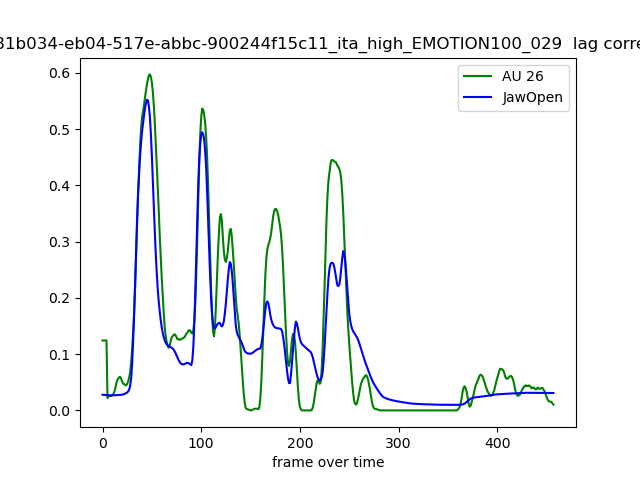 31b034-eb04-517e-abbc-900244f15c11_ita_high_EMOTION100_029 lag corre
AU 26
JawOpen
0.6
0.5
0.4
0.3
0.2
0.1
0.0
0 100 200 300 400
frame over time